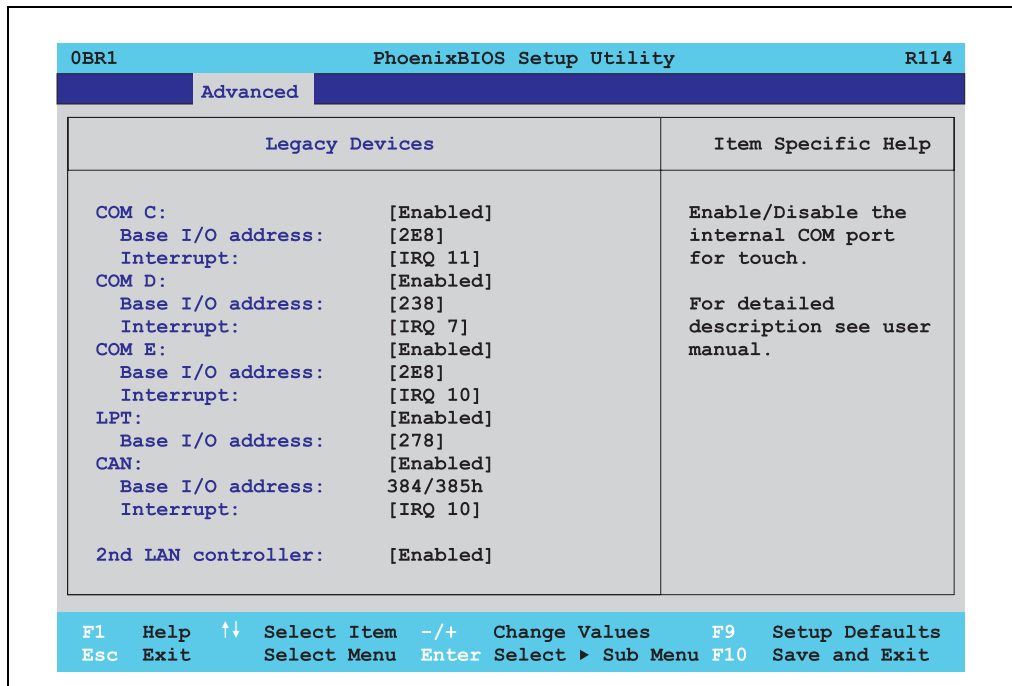 0BR1 PhoenixBIOS Setup Utility R114
Advanced
Legacy Devices
Item Specific Help
COM C: [Enabled]
Base I/O address: [2E8]
Interrupt: [IRQ 11]
COM D: [Enabled]
Base I/O address: [238]
Interrupt: [IRQ 7]
COM E: [Enabled]
Base I/O address: [2E8]
Interrupt: [IRQ 10]
LPT: [Enabled]
Base I/O address: [278]
CAN: [Enabled]
Base I/O address: 384/385h
Interrupt: [IRQ 10]
2nd LAN controller: [Enabled]
Enable/Disable the
internal COM port
for touch.
For detailed
description see user
manual.
F1 Help ↑↓ Select Item -/+ Change Values F9 Setup Defaults
Esc Exit Select Menu Enter Select ▶ Sub Menu F10 Save and Exit